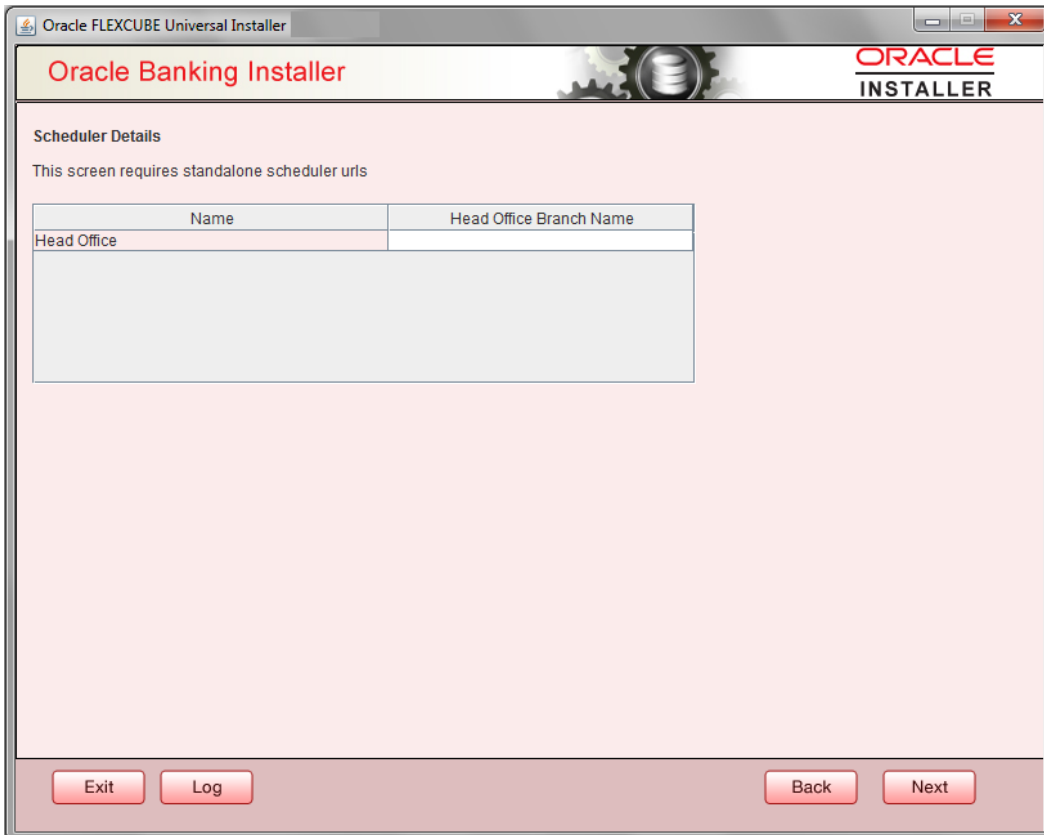 Oracle FLEXCUBE Universal Installer
Oracle Banking Installer
ORACLE
INSTALLER
Scheduler Details
This screen requires standalone scheduler urls
Name Head Office Branch Name
Head Office
Exit Log Back Next